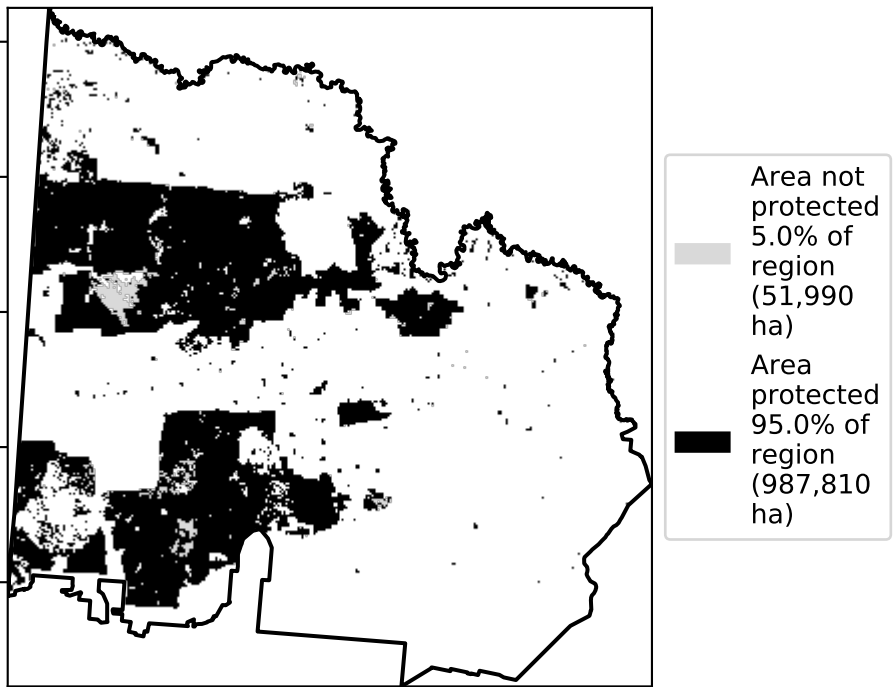 Area not
protected
5.0% of
region
(51,990
ha)
Area
protected
95.0% of
region
(987,810
ha)